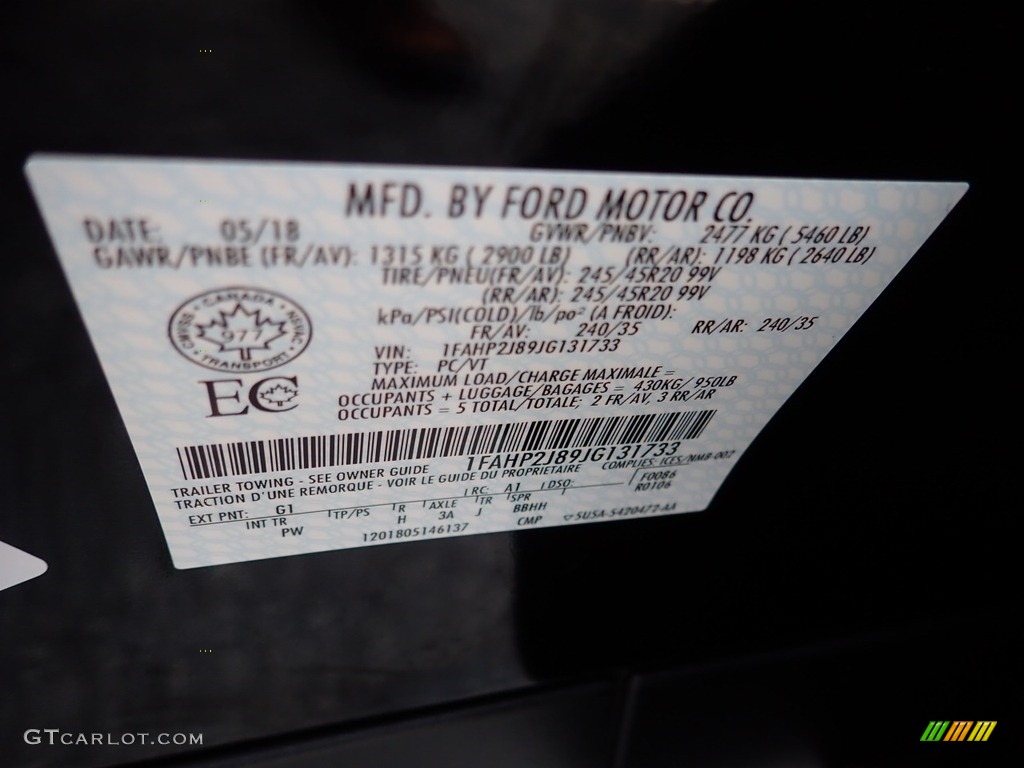 MFD. BY FORD MOTOR CO.
DATE: 05/18 GVWR/PNBV: 2477 KG ( 5460 LB)
GAWR/PNBE (FR/AV): 1315 KG ( 2900 LB) (RR/AR): 1198 KG ( 2640 LB)
TIRE/PNEU(FR/AV): 245/45R20 99V
(RR/AR): 245/45R20 99V
kPa/PSI(COLD)/lb/po² (A FROID):
FR/AV: 240/35 RR/AR: 240/35
VIN: 1FAHP2J89JG131733
TYPE: PC/VT
MAXIMUM LOAD/CHARGE MAXIMALE =
OCCUPANTS + LUGGAGE/BAGAGES = 430KG/ 950LB
OCCUPANTS = 5 TOTAL/TOTALE; 2 FR/AV, 3 RR/AR
CANADA
977
TRANSPORT
CMVSS
NSVAC
EC
1FAHP2J89JG131733
TRAILER TOWING - SEE OWNER GUIDE
COMPLIES: ICES/NMB-002
TRACTION D'UNE REMORQUE - VOIR LE GUIDE DU PROPRIETAIRE
EXT PNT: G1 RC: A1 DSO: F0086
R0106
INT TR TP/PS R AXLE TR SPR
PW H 3A J BBHH
1201805146137 CMP ▽5U5A-5420472-AA
GTCARLOT.COM